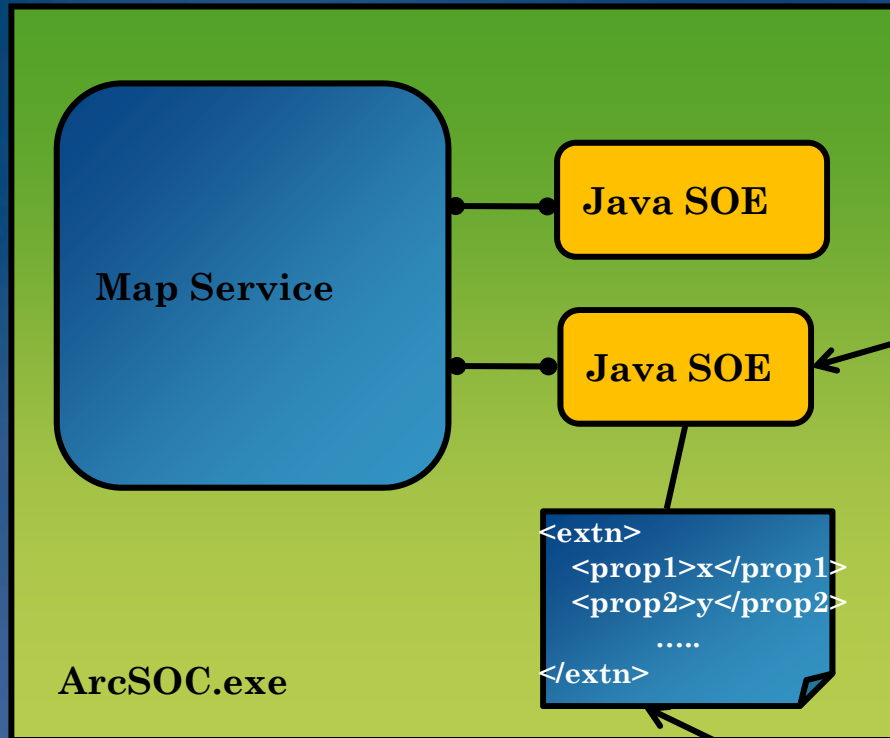 Java SOE
Map Service
Java SOE
<extn>
<prop1>x</prop1>
<prop2>y</prop2>
.....
</extn>
ArcSOC.exe